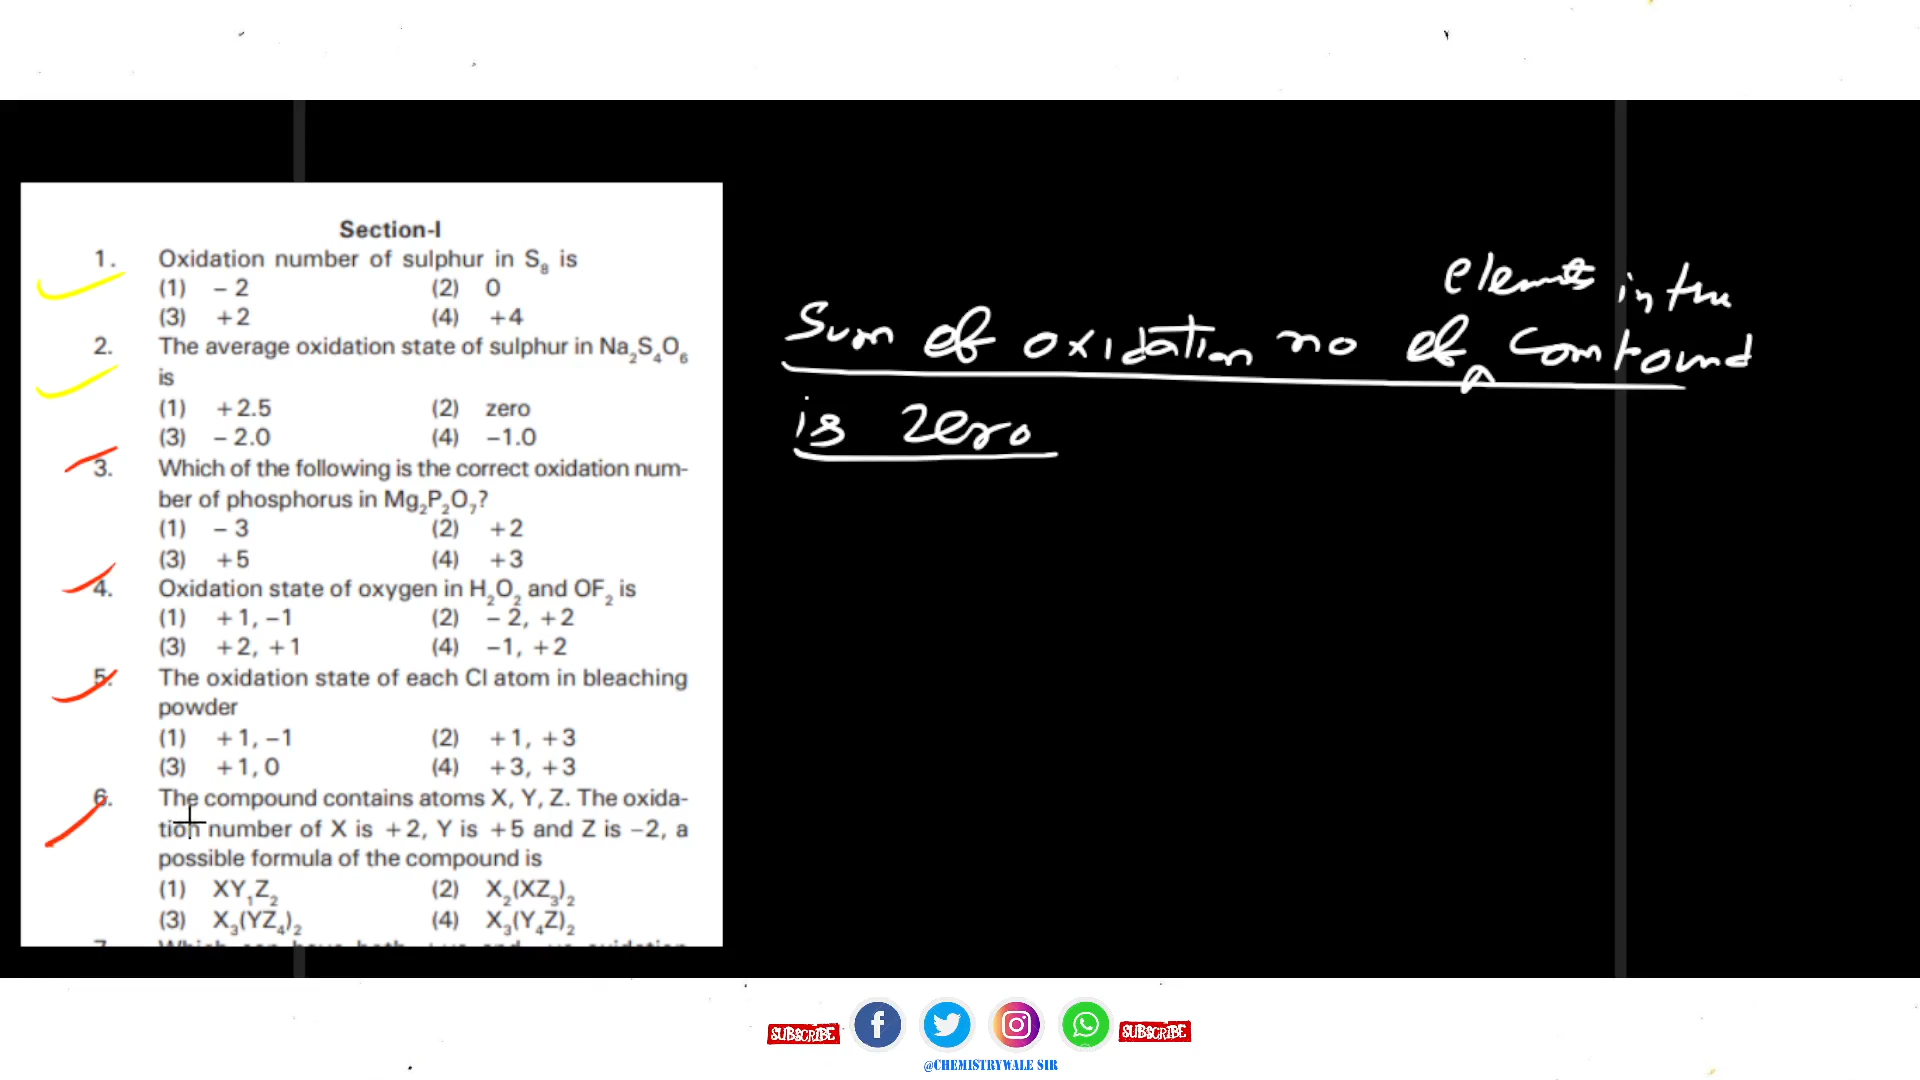 Section-I
1. Oxidation number of sulphur in S₈ is
(1) – 2 (2) 0
(3) +2 (4) +4
2. The average oxidation state of sulphur in Na₂S₄O₆
is
(1) +2.5 (2) zero
(3) – 2.0 (4) –1.0
3. Which of the following is the correct oxidation num-
ber of phosphorus in Mg₂P₂O₇?
(1) – 3 (2) +2
(3) +5 (4) +3
4. Oxidation state of oxygen in H₂O₂ and OF₂ is
(1) +1, –1 (2) – 2, +2
(3) +2, +1 (4) –1, +2
5. The oxidation state of each Cl atom in bleaching
powder
(1) +1, –1 (2) +1, +3
(3) +1, 0 (4) +3, +3
6. The compound contains atoms X, Y, Z. The oxida-
tion number of X is +2, Y is +5 and Z is –2, a
possible formula of the compound is
(1) XY₁Z₂ (2) X₂(XZ₃)₂
(3) X₃(YZ₄)₂ (4) X₃(Y₄Z)₂
elements in the
Sum of oxidation no of compound
is zero
SUBSCRIBE SUBSCRIBE
@CHEMISTRYWALE SIR